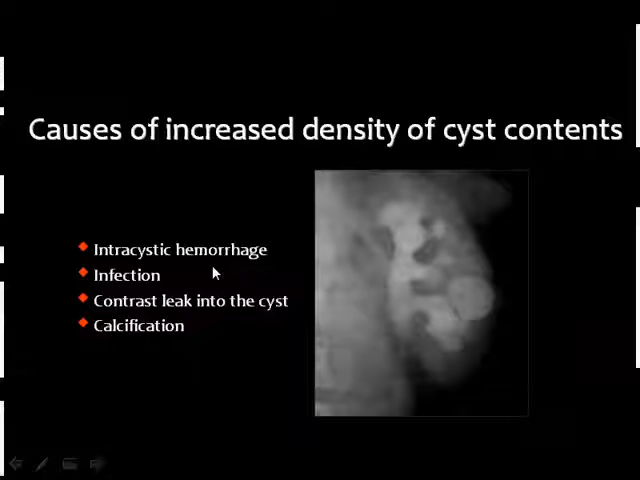 Causes of increased density of cyst contents
Intracystic hemorrhage
Infection
Contrast leak into the cyst
Calcification